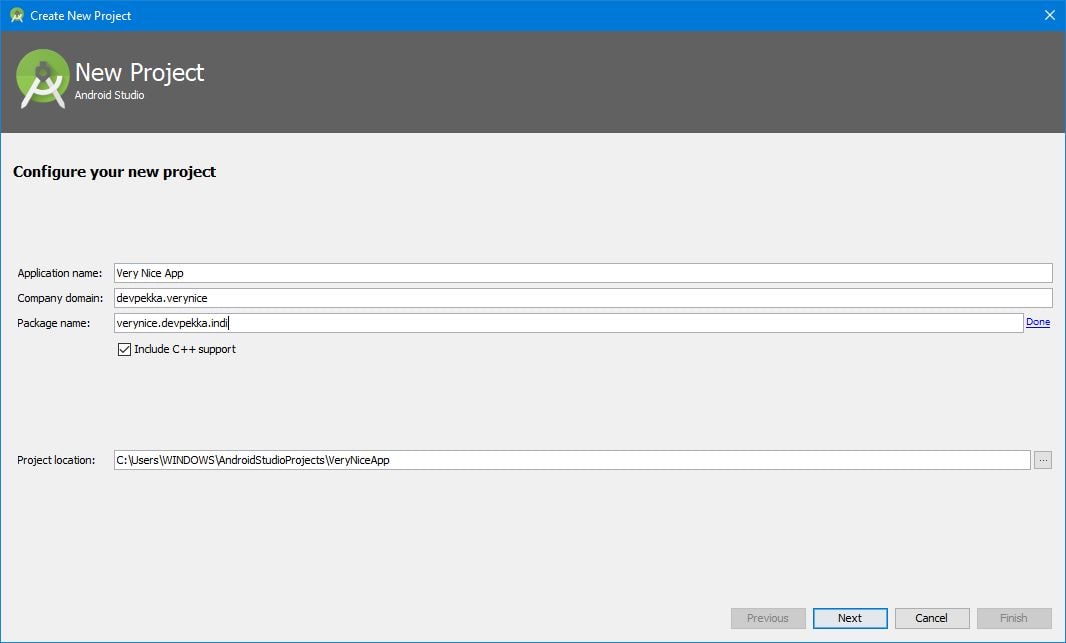 Create New Project
New Project
Android Studio
Configure your new project
Application name: Very Nice App
Company domain: devpekka.verynice
Package name: verynice.devpekka.indi Done
Include C++ support
Project location: C:\Users\WINDOWS\AndroidStudioProjects\VeryNiceApp ...
Previous Next Cancel Finish